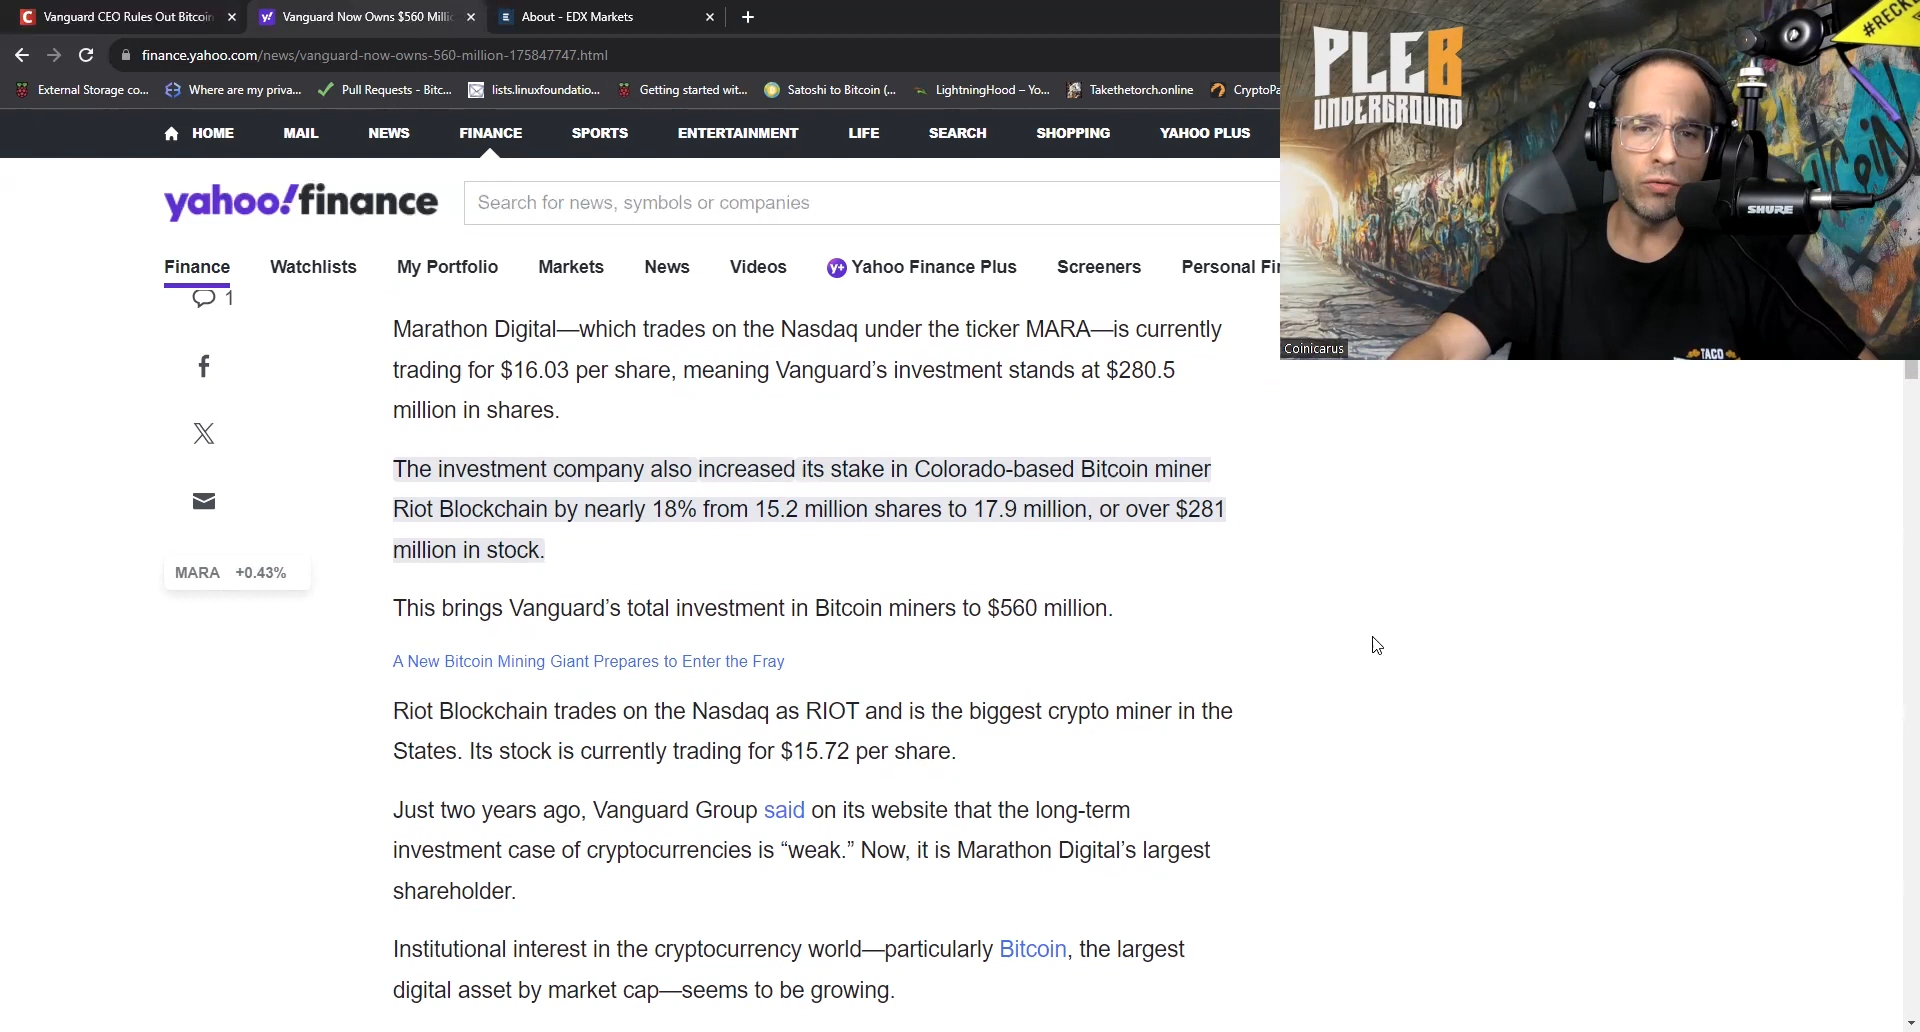 Vanguard CEO Rules Out Bitcoin
Vanguard Now Owns $560 Millic
About - EDX Markets
finance.yahoo.com/news/vanguard-now-owns-560-million-175847747.html
External Storage co...
Where are my priva...
Pull Requests - Bitc...
lists.linuxfoundatio...
Getting started wit...
Satoshi to Bitcoin (...
LightningHood – Yo...
Takethetorch.online
CryptoPa
HOME
MAIL
NEWS
FINANCE
SPORTS
ENTERTAINMENT
LIFE
SEARCH
SHOPPING
YAHOO PLUS
yahoo!finance
Search for news, symbols or companies
Finance
Watchlists
My Portfolio
Markets
News
Videos
Yahoo Finance Plus
Screeners
Personal Fi
1
Marathon Digital—which trades on the Nasdaq under the ticker MARA—is currently
trading for $16.03 per share, meaning Vanguard’s investment stands at $280.5
million in shares.
The investment company also increased its stake in Colorado-based Bitcoin miner
Riot Blockchain by nearly 18% from 15.2 million shares to 17.9 million, or over $281
million in stock.
MARA +0.43%
This brings Vanguard’s total investment in Bitcoin miners to $560 million.
A New Bitcoin Mining Giant Prepares to Enter the Fray
Riot Blockchain trades on the Nasdaq as RIOT and is the biggest crypto miner in the
States. Its stock is currently trading for $15.72 per share.
Just two years ago, Vanguard Group said on its website that the long-term
investment case of cryptocurrencies is “weak.” Now, it is Marathon Digital’s largest
shareholder.
Institutional interest in the cryptocurrency world—particularly Bitcoin, the largest
digital asset by market cap—seems to be growing.
PLEB
UNDERGROUND
#RECK
SHURE
TACO
Coinicarus